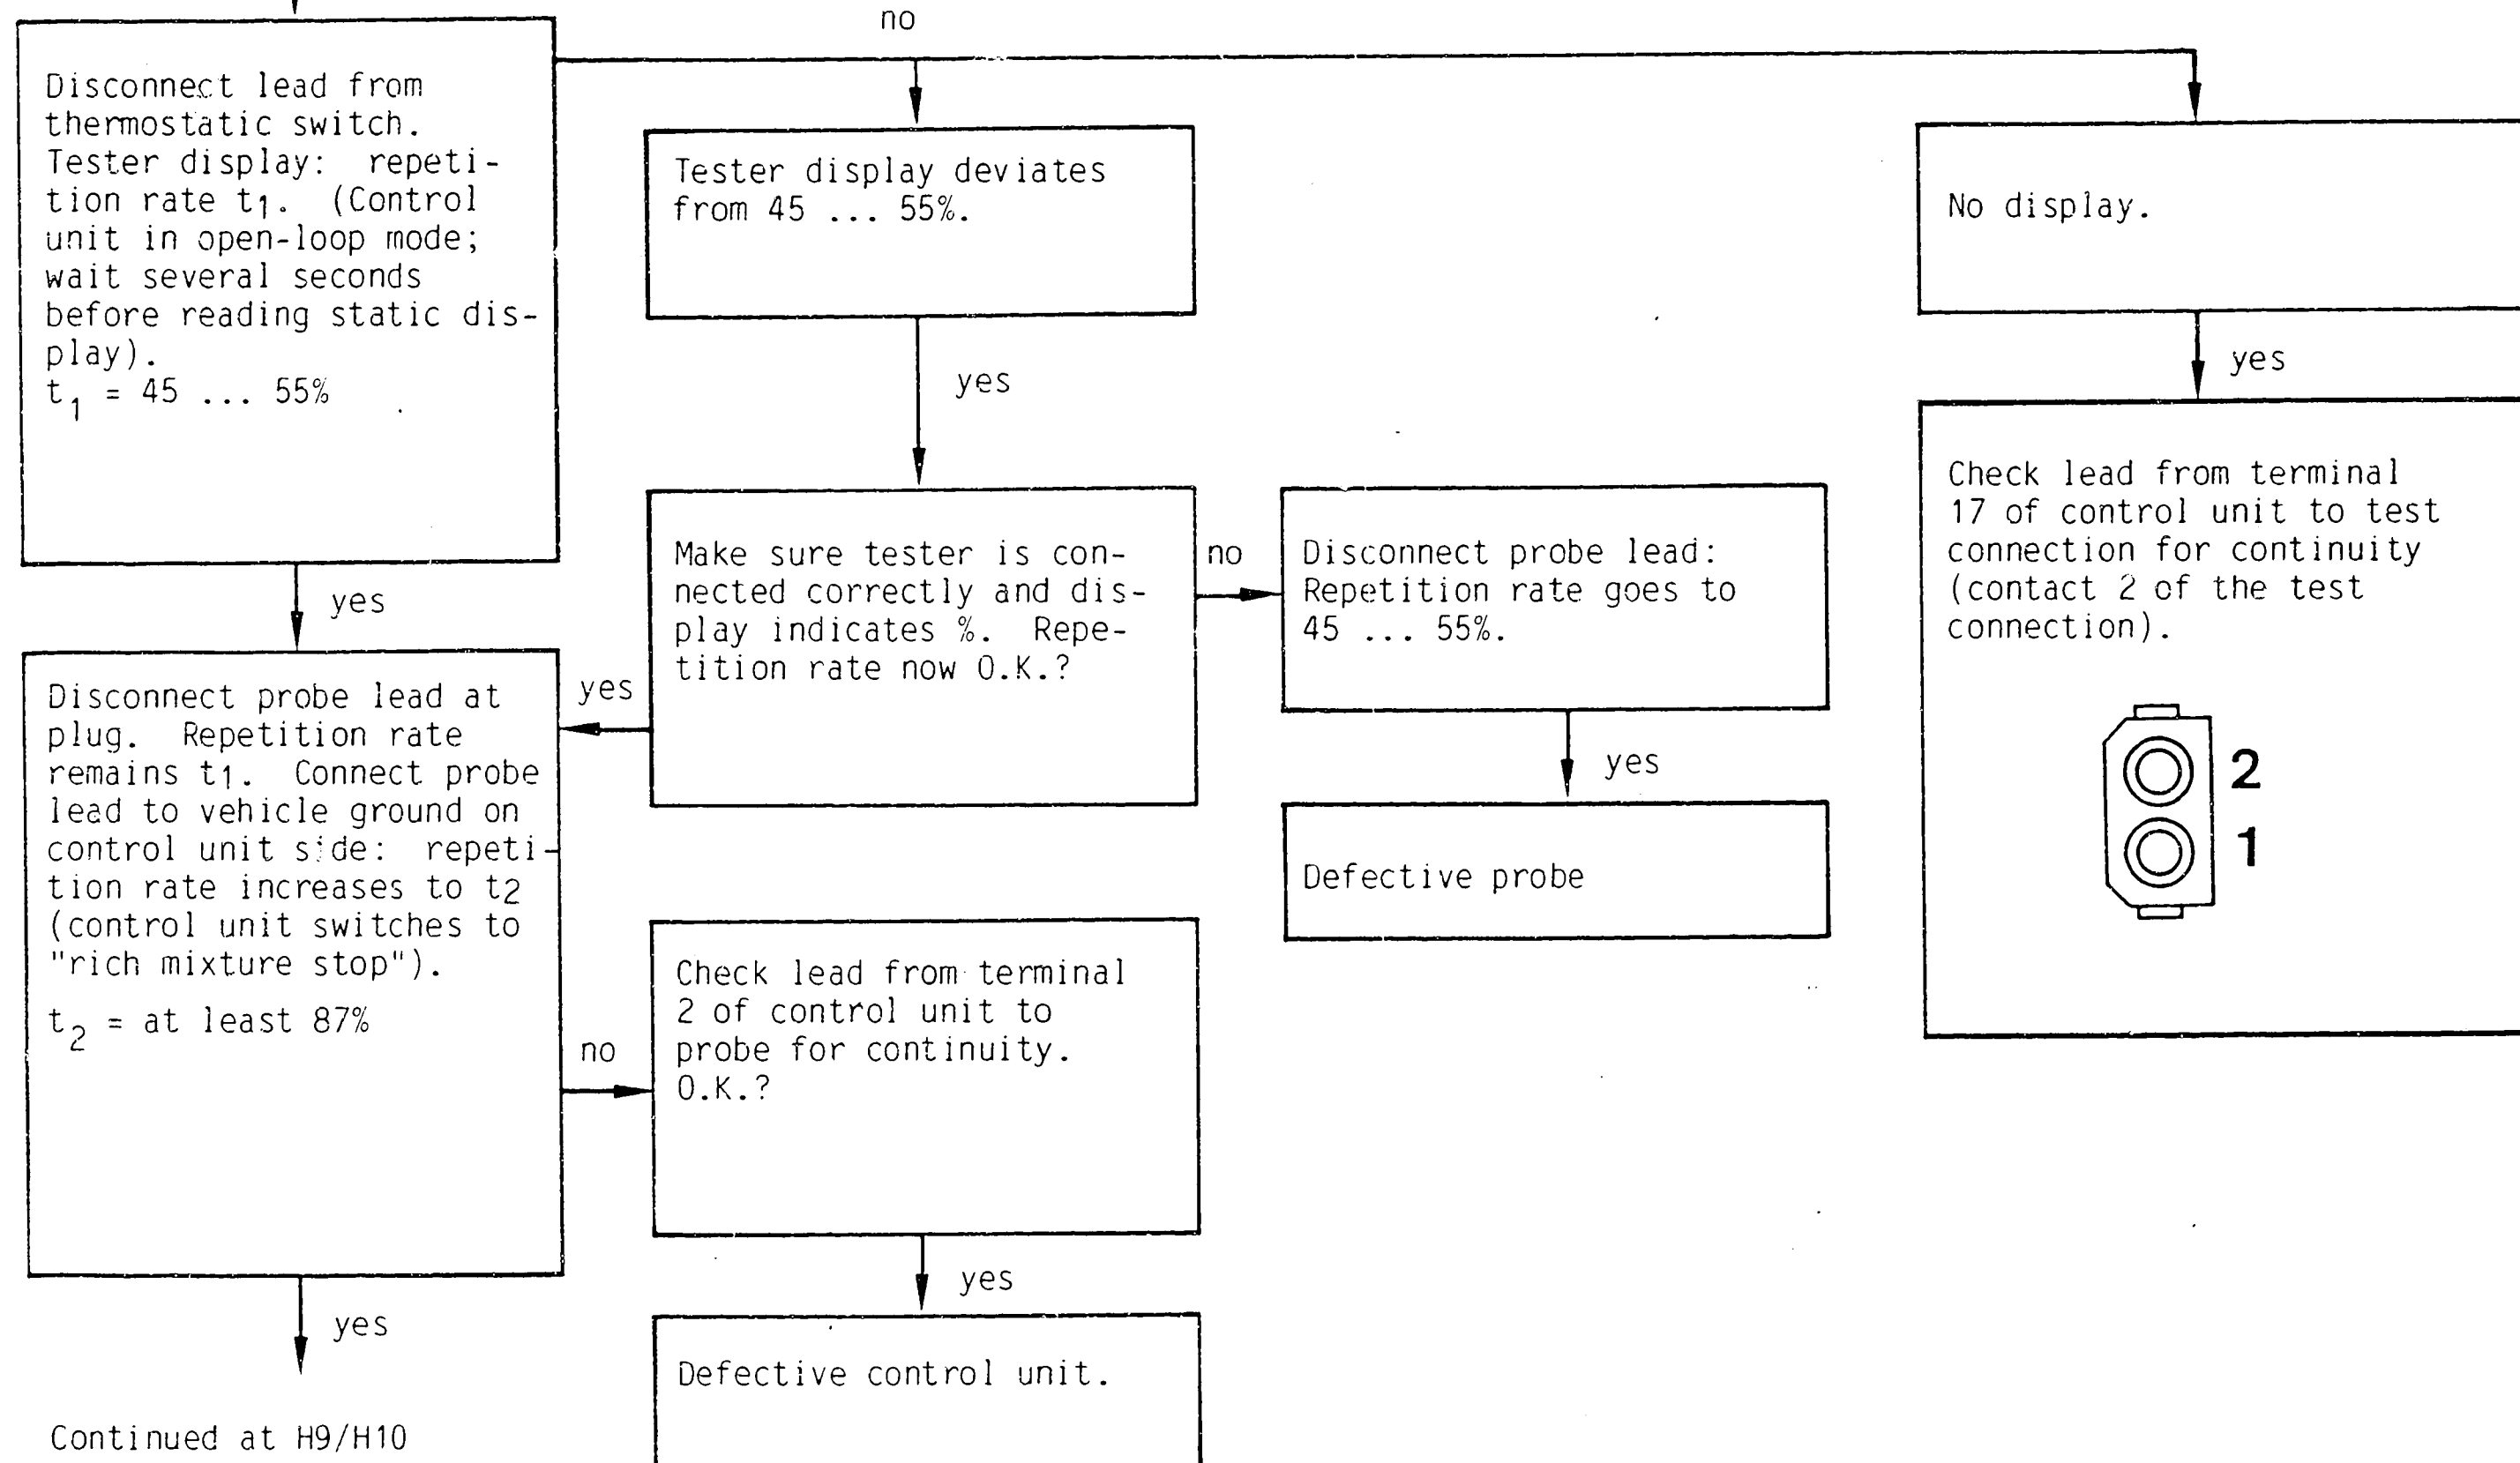 no
Disconnect lead from
thermostatic switch.
Tester display: repeti-
tion rate t1. (Control
unit in open-loop mode;
wait several seconds
before reading static dis-
play).
t1 = 45 ... 55%
yes
Disconnect probe lead at
plug. Repetition rate
remains t1. Connect probe
lead to vehicle ground on
control unit side: repeti-
tion rate increases to t2
(control unit switches to
"rich mixture stop").
t2 = at least 87%
yes
Continued at H9/H10
Tester display deviates
from 45 ... 55%.
yes
Make sure tester is con-
nected correctly and dis-
play indicates %. Repe-
tition rate now O.K.?
yes
no
Disconnect probe lead:
Repetition rate goes to
45 ... 55%.
yes
Defective probe
no
Check lead from terminal
2 of control unit to
probe for continuity.
O.K.?
yes
Defective control unit.
No display.
yes
Check lead from terminal
17 of control unit to test
connection for continuity
(contact 2 of the test
connection).
2
1